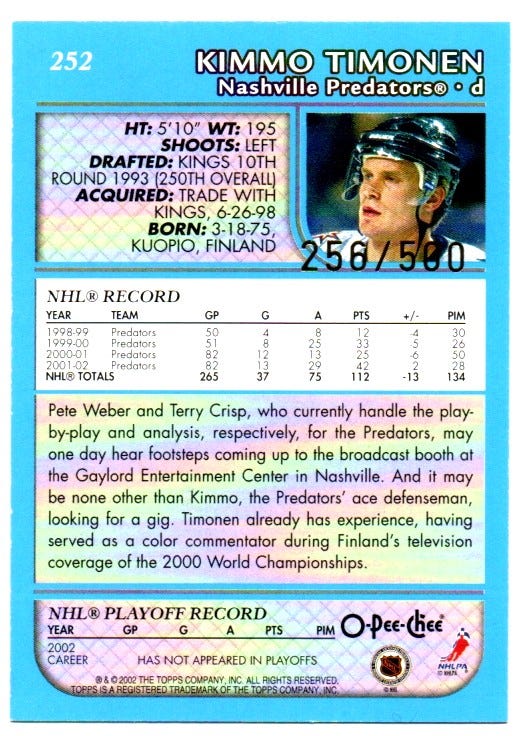 252
KIMMO TIMONEN
Nashville Predators® • d
HT: 5'10" WT: 195
SHOOTS: LEFT
DRAFTED: KINGS 10TH
ROUND 1993 (250TH OVERALL)
ACQUIRED: TRADE WITH
KINGS, 6-26-98
BORN: 3-18-75,
KUOPIO, FINLAND
256/500
NHL® RECORD
YEAR TEAM GP G A PTS +/- PIM
1998-99 Predators 50 4 8 12 -4 30
1999-00 Predators 51 8 25 33 -5 26
2000-01 Predators 82 12 13 25 -6 50
2001-02 Predators 82 13 29 42 2 28
NHL® TOTALS 265 37 75 112 -13 134
Pete Weber and Terry Crisp, who currently handle the play-
by-play and analysis, respectively, for the Predators, may
one day hear footsteps coming up to the broadcast booth at
the Gaylord Entertainment Center in Nashville. And it may
be none other than Kimmo, the Predators' ace defenseman,
looking for a gig. Timonen already has experience, having
served as a color commentator during Finland's television
coverage of the 2000 World Championships.
NHL® PLAYOFF RECORD
YEAR GP G A PTS PIM
2002
CAREER HAS NOT APPEARED IN PLAYOFFS
O-Pee-Chee
NHL
NHLPA
® & © 2002 THE TOPPS COMPANY, INC. ALL RIGHTS RESERVED.
TOPPS IS A REGISTERED TRADEMARK OF THE TOPPS COMPANY, INC.